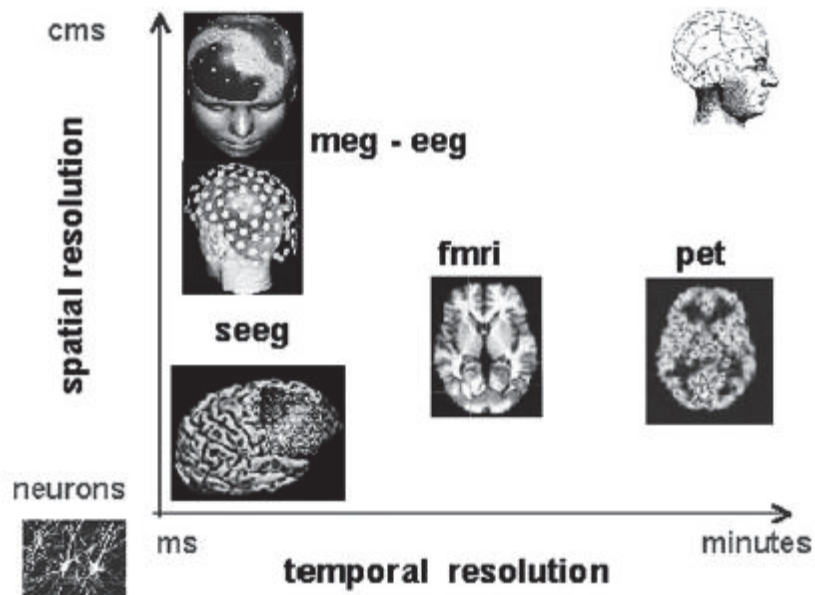 cms
meg - eeg
spatial resolution
fmri
pet
seeg
neurons
ms
minutes
temporal resolution